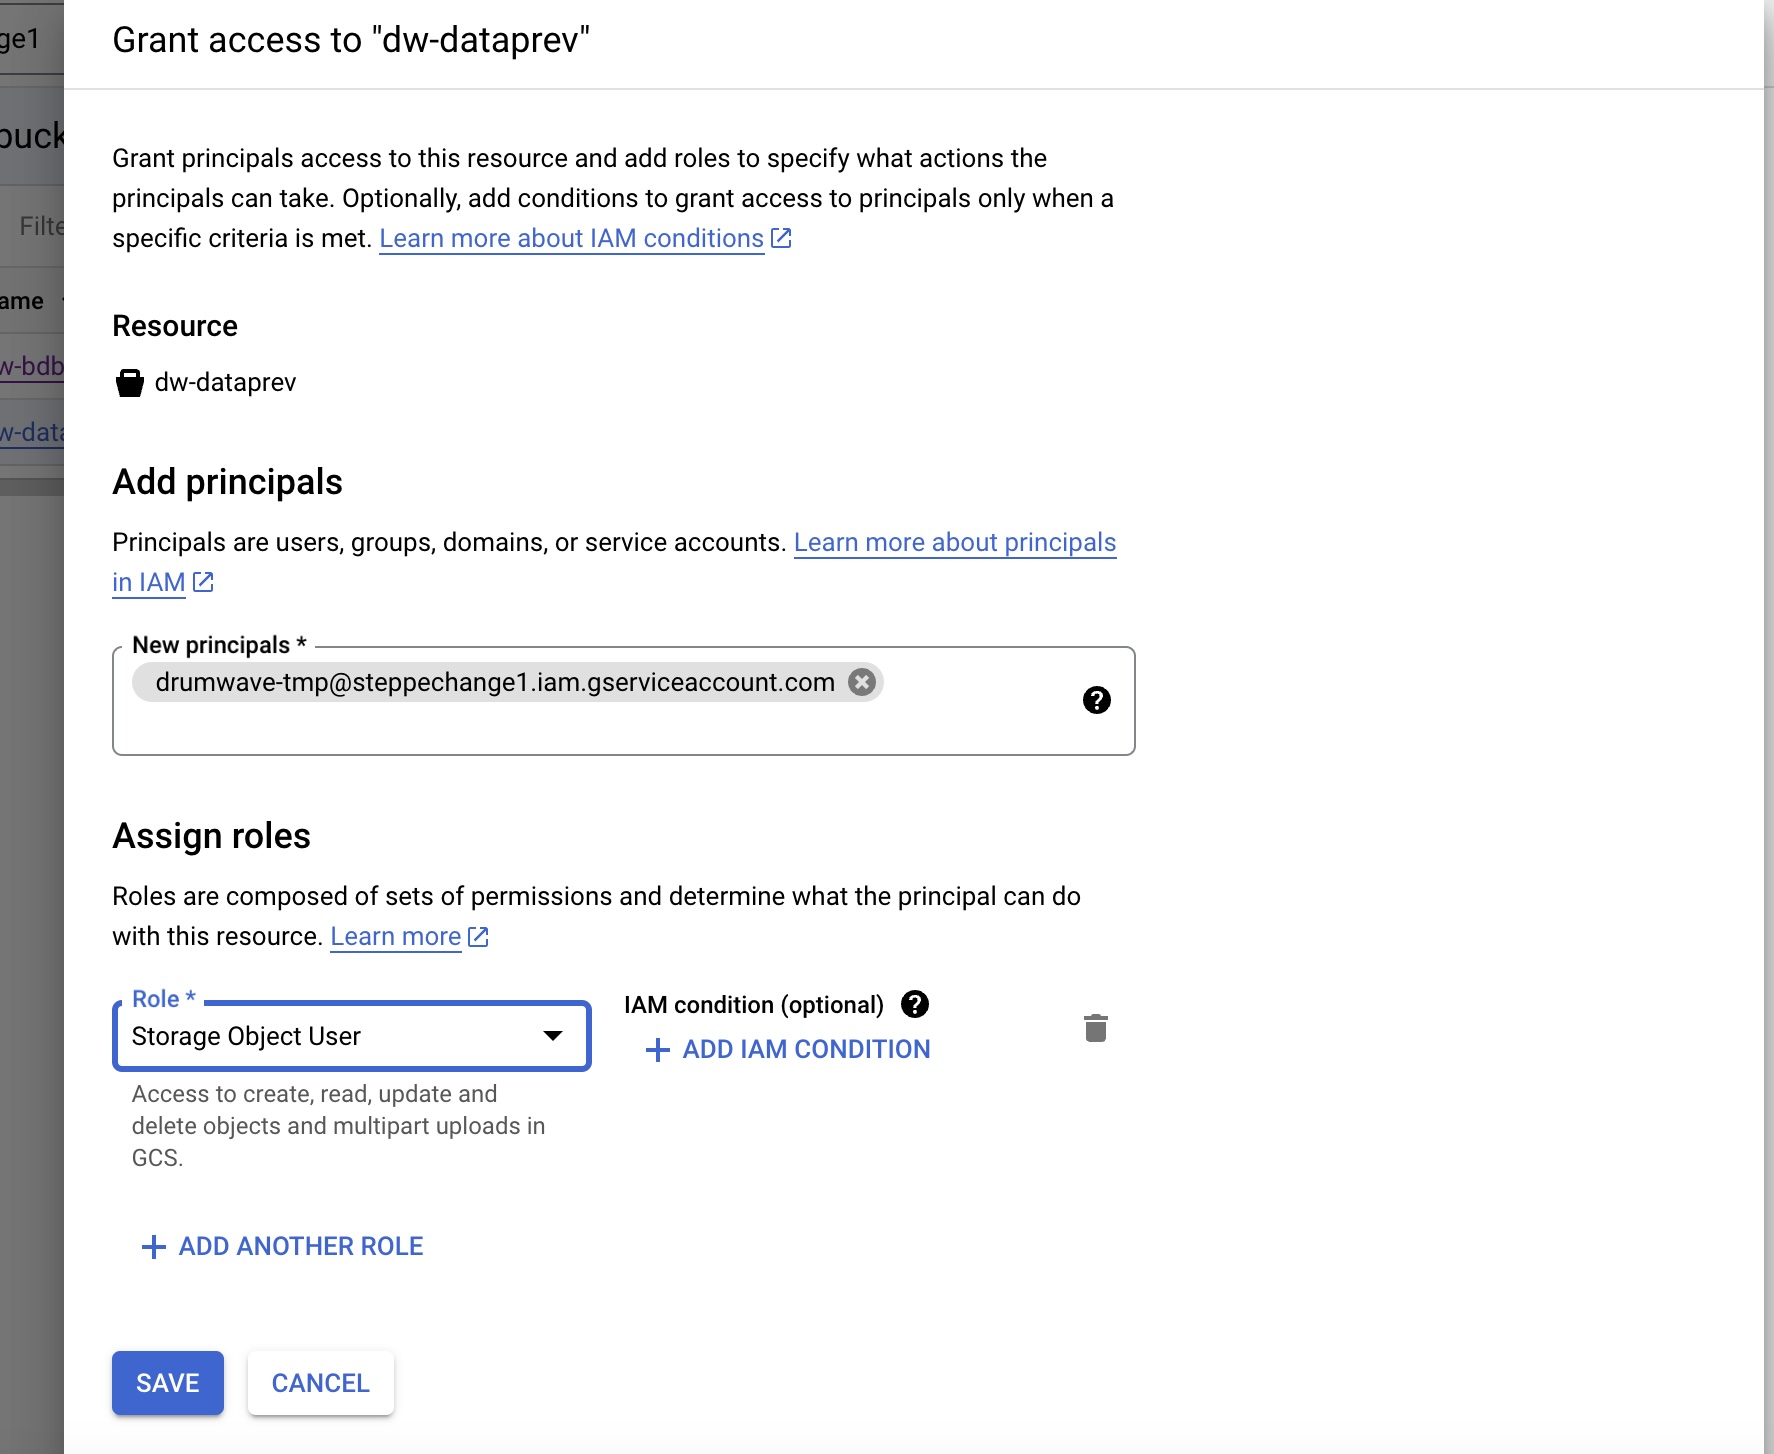 Grant access to "dw-dataprev"
ge1
Grant principals access to this resource and add roles to specify what actions the
principals can take. Optionally, add conditions to grant access to principals only when a
specific criteria is met. Learn more about IAM conditions
Filte
ame
w-bdb
w-data
Resource
dw-dataprev
Add principals
Principals are users, groups, domains, or service accounts. Learn more about principals
in IAM
New principals *
drumwave-tmp@steppechange1.iam.gserviceaccount.com
Assign roles
Roles are composed of sets of permissions and determine what the principal can do
with this resource. Learn more
Role *
Storage Object User
Access to create, read, update and
delete objects and multipart uploads in
GCS.
IAM condition (optional)
ADD IAM CONDITION
ADD ANOTHER ROLE
SAVE
CANCEL